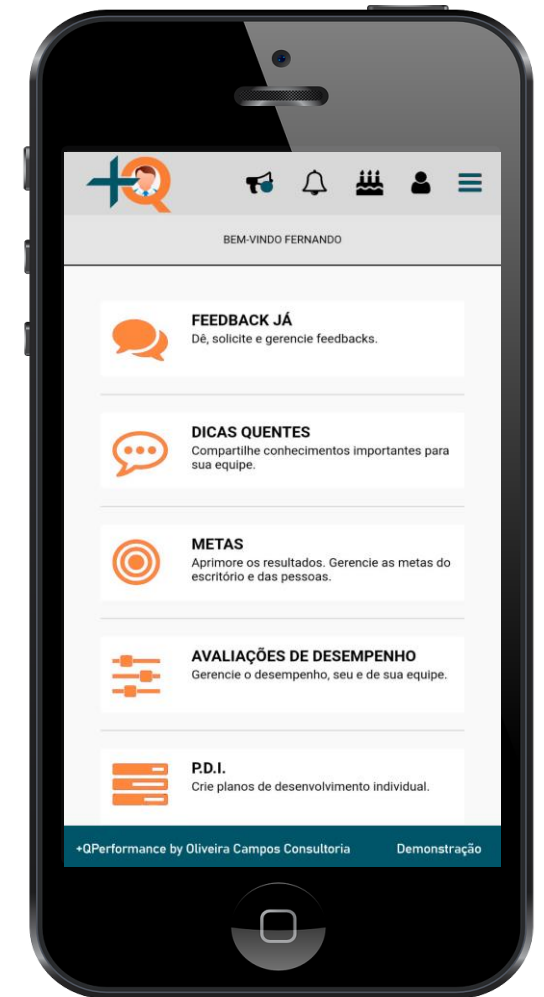 +Q
BEM-VINDO FERNANDO
FEEDBACK JÁ
Dê, solicite e gerencie feedbacks.
DICAS QUENTES
Compartilhe conhecimentos importantes para
sua equipe.
METAS
Aprimore os resultados. Gerencie as metas do
escritório e das pessoas.
AVALIAÇÕES DE DESEMPENHO
Gerencie o desempenho, seu e de sua equipe.
P.D.I.
Crie planos de desenvolvimento individual.
+QPerformance by Oliveira Campos Consultoria Demonstração